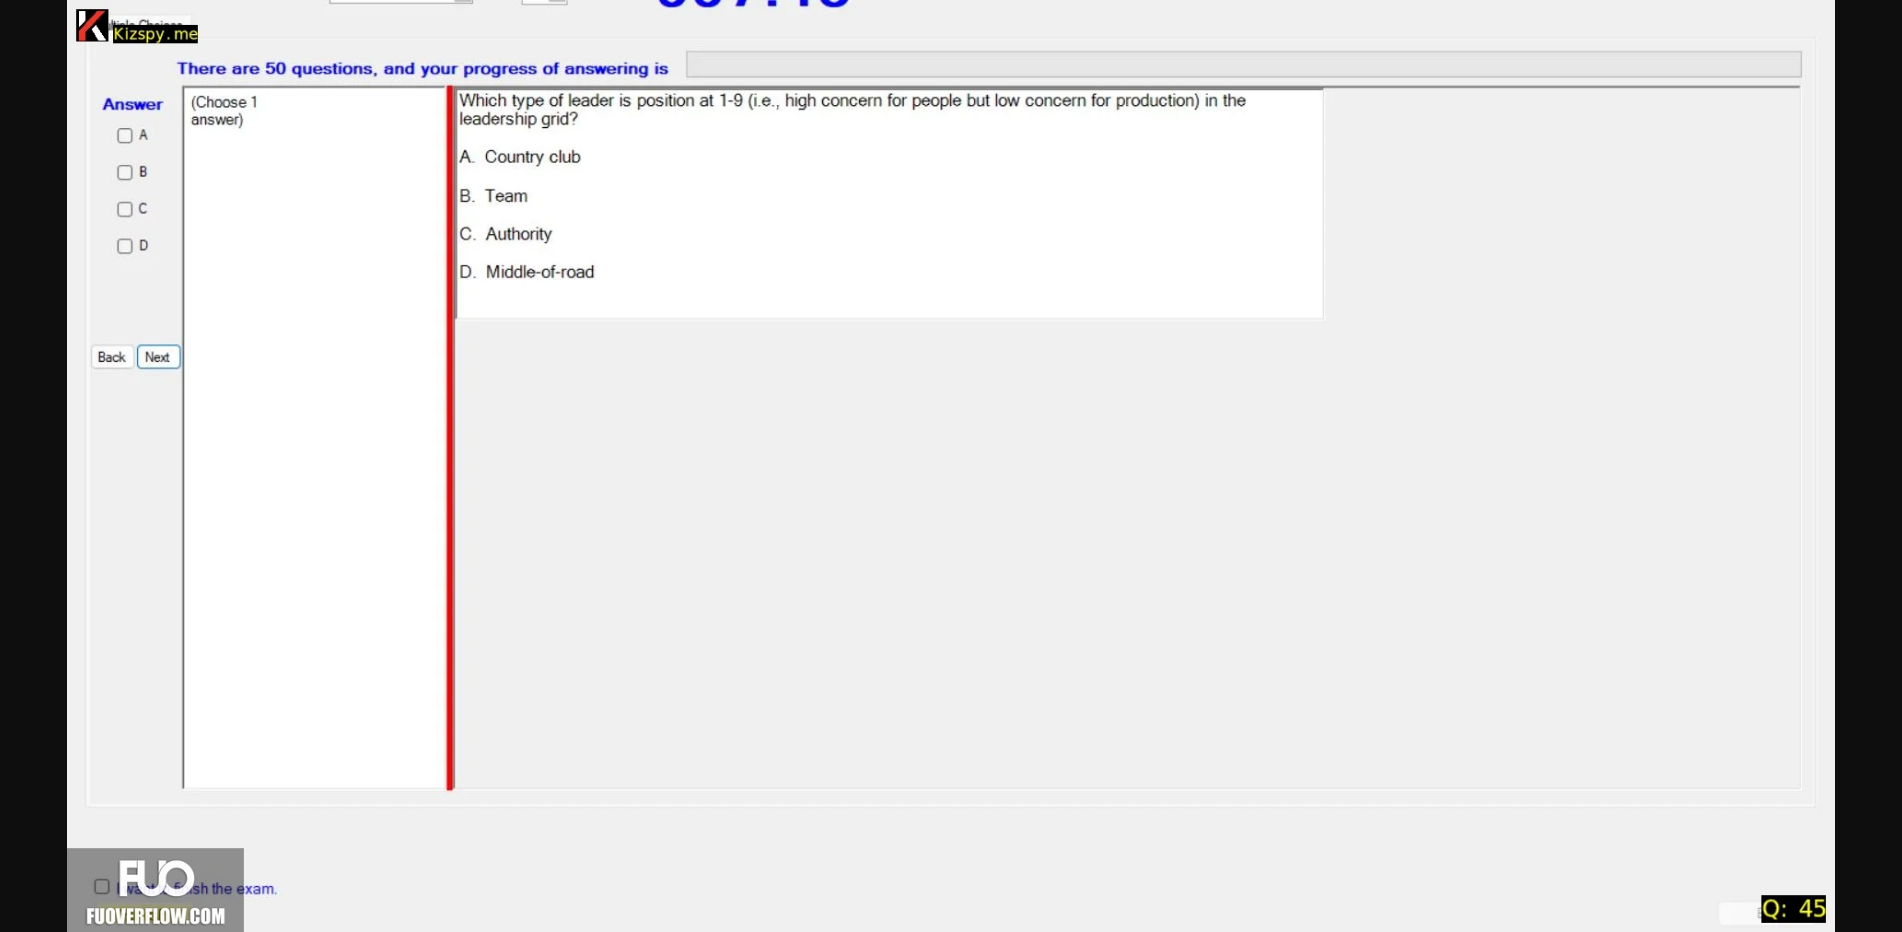 Kizspy.me
There are 50 questions, and your progress of answering is
Answer
(Choose 1
answer)
A
B
C
D
Back
Next
Which type of leader is position at 1-9 (i.e., high concern for people but low concern for production) in the
leadership grid?
A. Country club
B. Team
C. Authority
D. Middle-of-road
FUO
the exam.
FUOVERFLOW.COM
Q: 45